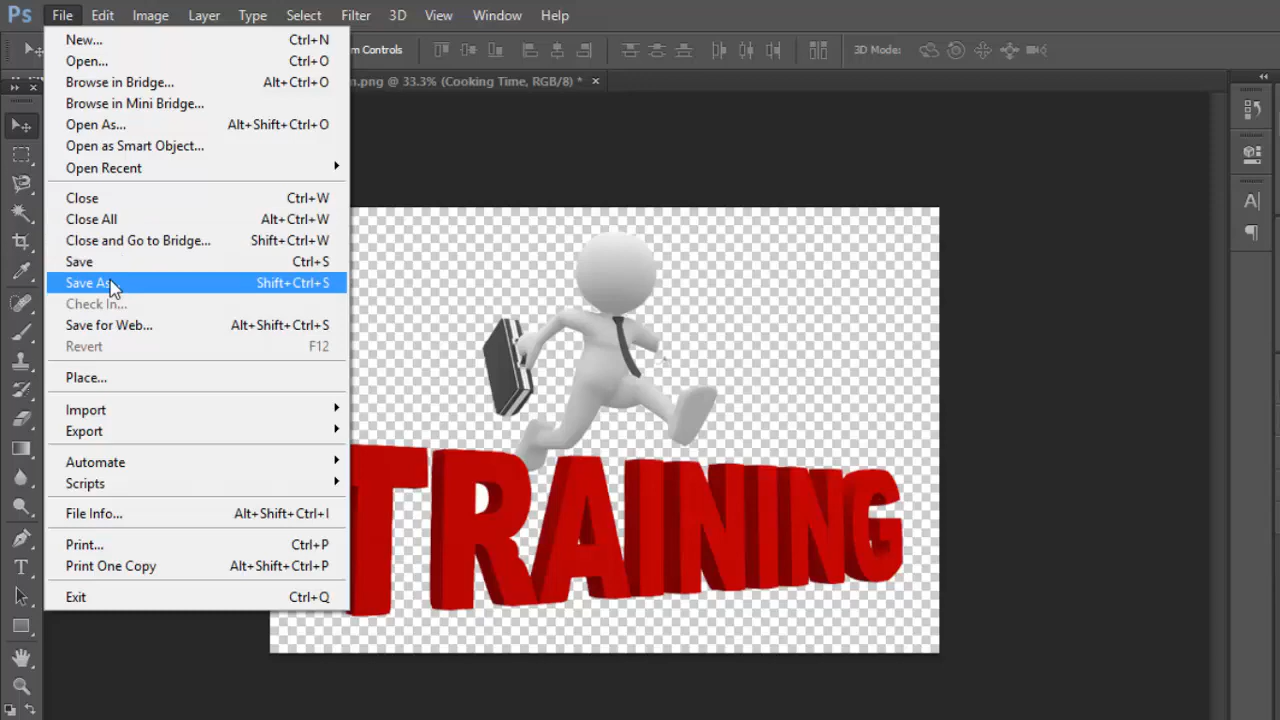 Ps File Edit Image Layer Type Select Filter 3D View Window Help
m Controls 3D Mode:
n.png @ 33.3% (Cooking Time, RGB/8) * ×
New... Ctrl+N
Open... Ctrl+O
Browse in Bridge... Alt+Ctrl+O
Browse in Mini Bridge...
Open As... Alt+Shift+Ctrl+O
Open as Smart Object...
Open Recent
Close Ctrl+W
Close All Alt+Ctrl+W
Close and Go to Bridge... Shift+Ctrl+W
Save Ctrl+S
Save As Shift+Ctrl+S
Check In...
Save for Web... Alt+Shift+Ctrl+S
Revert F12
Place...
Import
Export
Automate
Scripts
File Info... Alt+Shift+Ctrl+I
Print... Ctrl+P
Print One Copy Alt+Shift+Ctrl+P
Exit Ctrl+Q
TRAINING